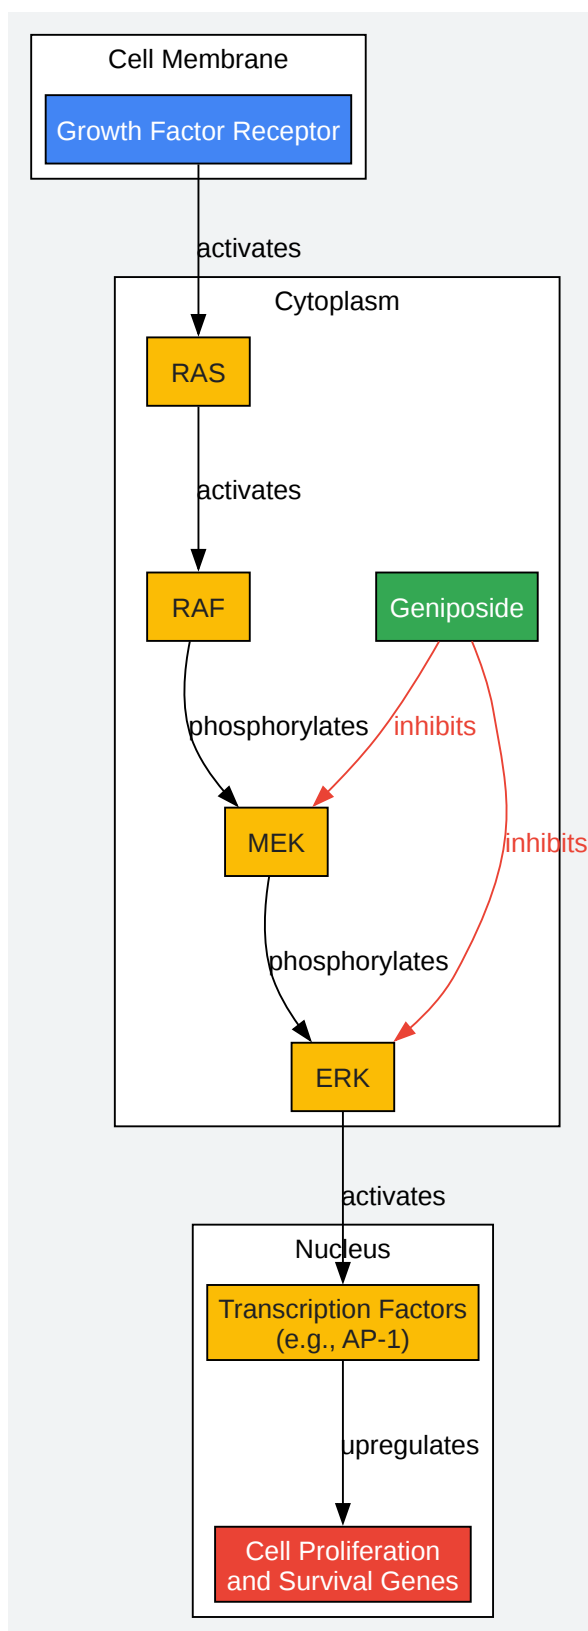 Cell Membrane
Growth Factor Receptor
activates
Cytoplasm
RAS
activates
RAF
Geniposide
phosphorylates
inhibits
MEK
inhibits
phosphorylates
ERK
activates
Nucleus
Transcription Factors
(e.g., AP-1)
upregulates
Cell Proliferation
and Survival Genes